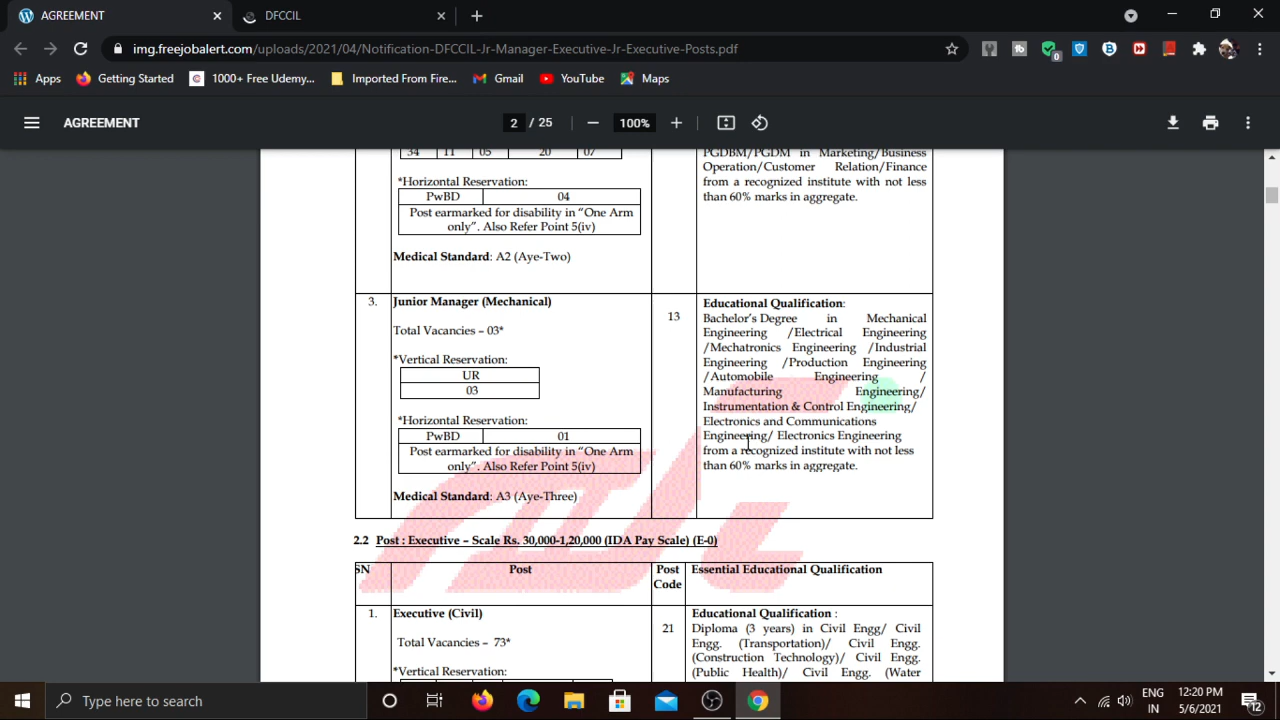 AGREEMENT
DFCCIL
img.freejobalert.com/uploads/2021/04/Notification-DFCCIL-Jr-Manager-Executive-Jr-Executive-Posts.pdf
Apps
Getting Started
1000+ Free Udemy...
Imported From Fire...
Gmail
YouTube
Maps
AGREEMENT
2 / 25
100%
34 11 05 20 07
*Horizontal Reservation:
PwBD 04
Post earmarked for disability in “One Arm
only”. Also Refer Point 5(iv)
Medical Standard: A2 (Aye-Two)
PGDBM/PGDM in Marketing/Business
Operation/Customer Relation/Finance
from a recognized institute with not less
than 60% marks in aggregate.
3.
Junior Manager (Mechanical)
Total Vacancies – 03*
*Vertical Reservation:
UR
03
*Horizontal Reservation:
PwBD 01
Post earmarked for disability in “One Arm
only”. Also Refer Point 5(iv)
Medical Standard: A3 (Aye-Three)
13
Educational Qualification:
Bachelor’s Degree in Mechanical
Engineering /Electrical Engineering
/Mechatronics Engineering /Industrial
Engineering /Production Engineering
/Automobile Engineering /
Manufacturing Engineering/
Instrumentation & Control Engineering/
Electronics and Communications
Engineering/ Electronics Engineering
from a recognized institute with not less
than 60% marks in aggregate.
2.2 Post : Executive – Scale Rs. 30,000-1,20,000 (IDA Pay Scale) (E-0)
SN
Post
Post
Code
Essential Educational Qualification
1.
Executive (Civil)
Total Vacancies – 73*
*Vertical Reservation:
21
Educational Qualification :
Diploma (3 years) in Civil Engg/ Civil
Engg. (Transportation)/ Civil Engg.
(Construction Technology)/ Civil Engg.
(Public Health)/ Civil Engg. (Water
Type here to search
ENG
IN
12:20 PM
5/6/2021
12